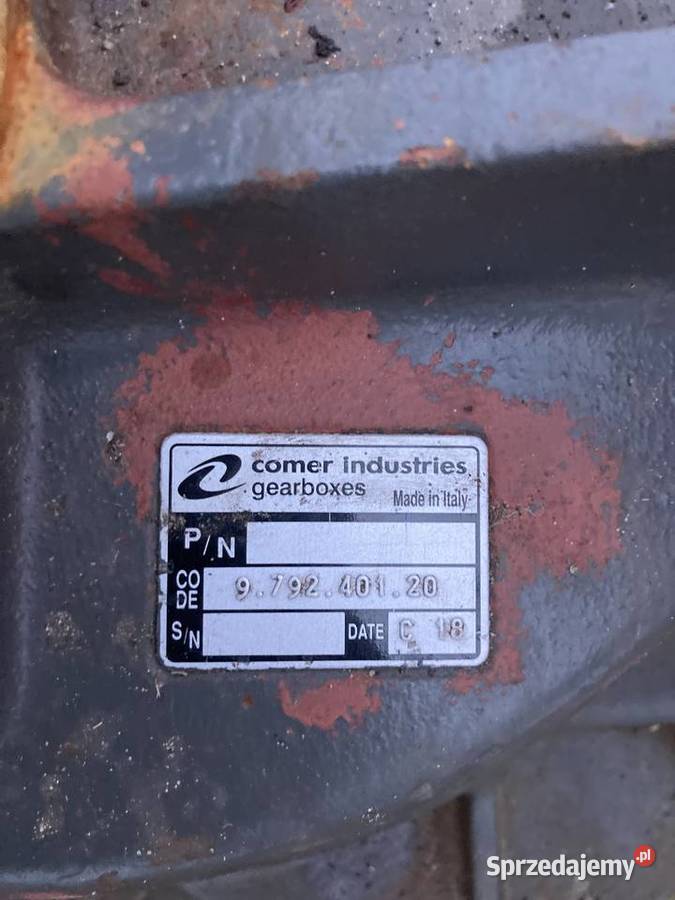 comer industries
gearboxes
Made in Italy
P/N
CODE 9.792.401.20
S/N DATE C 18
Sprzedajemy.pl